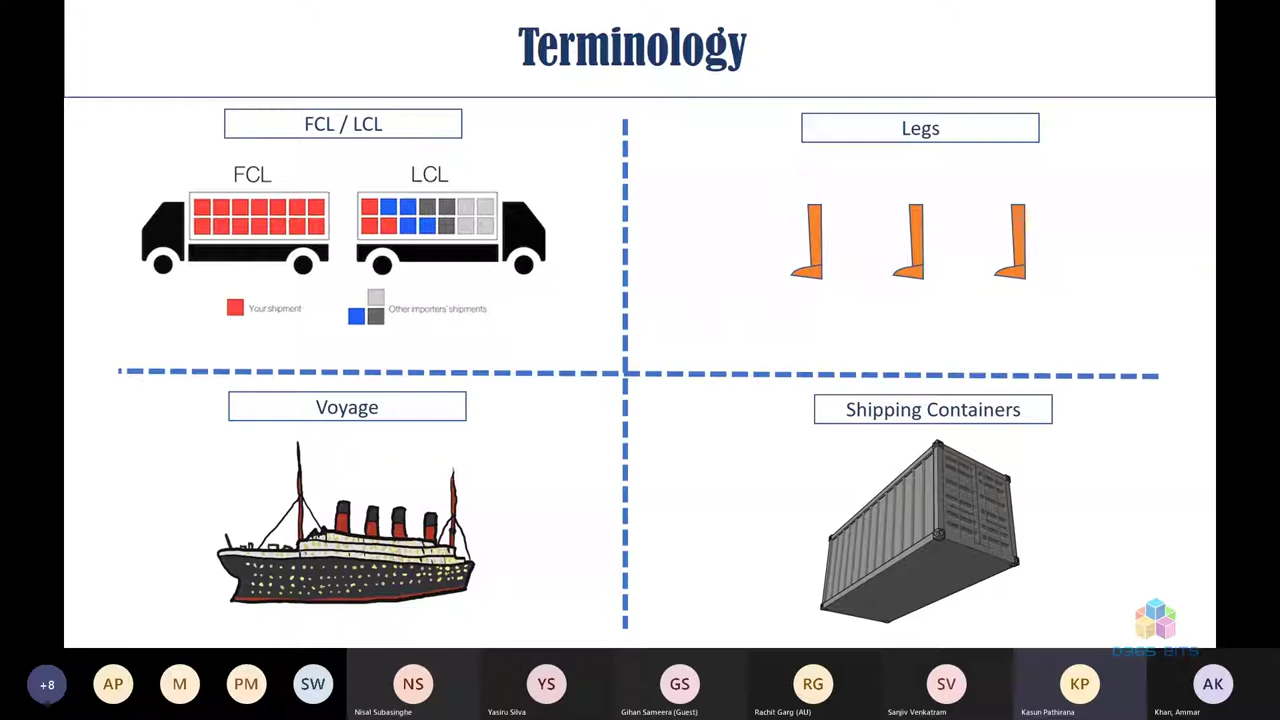 Terminology
FCL / LCL
FCL
LCL
Your shipment
Other importers' shipments
Legs
Voyage
Shipping Containers
D365 BITS
+8
AP
M
PM
SW
NS
Nisal Subasinghe
YS
Yasiru Silva
GS
Gihan Sameera (Guest)
RG
Rachit Garg (AU)
SV
Sanjiv Venkatram
KP
Kasun Pathirana
AK
Khan, Ammar